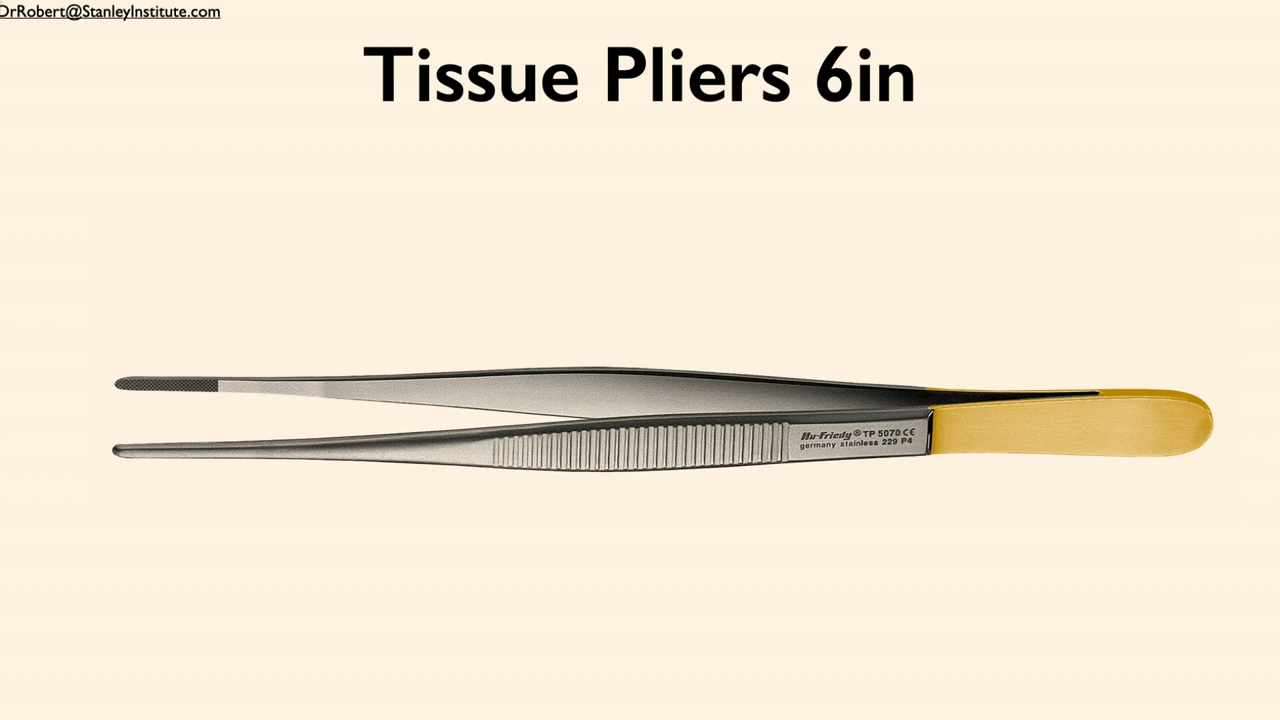 DrRobert@StanleyInstitute.com
Tissue Pliers 6in
Hu-Friedy® TP 5070 CE
germany stainless 229 P4